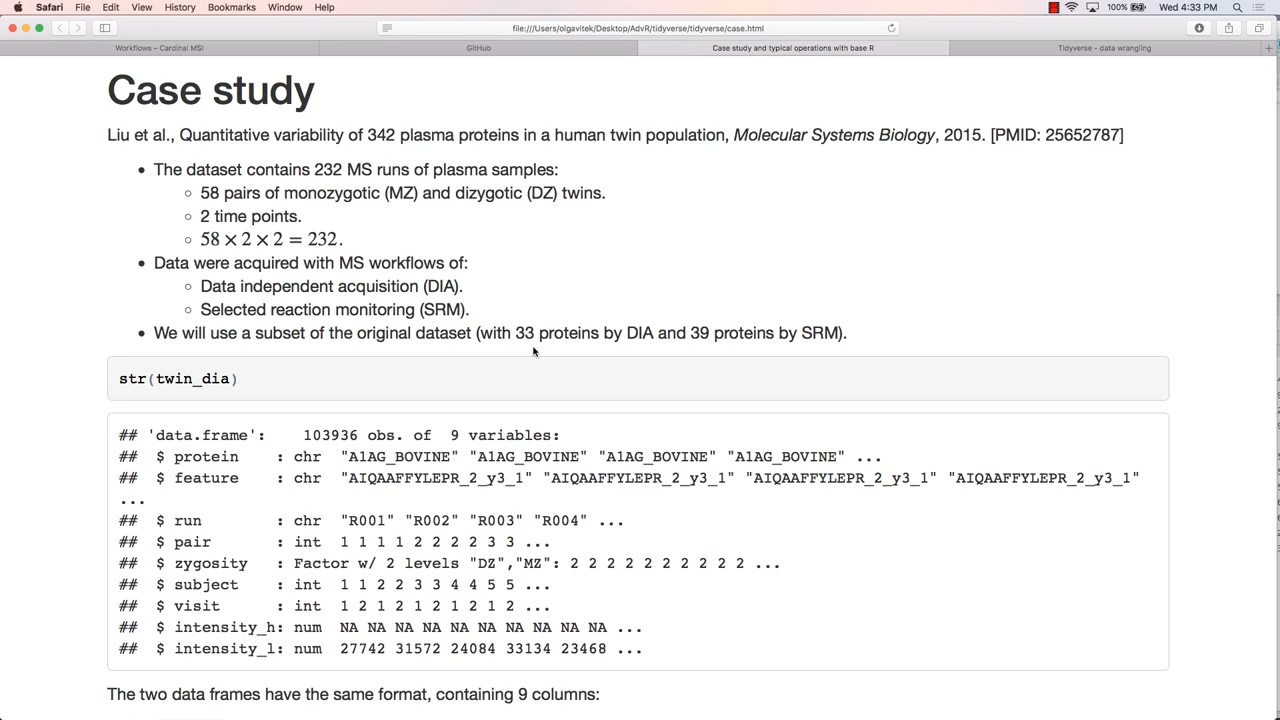 Safari File Edit View History Bookmarks Window Help 100% Wed 4:33 PM
file:///Users/olgavitek/Desktop/AdvR/tidyverse/tidyverse/case.html
Workflows – Cardinal MSI GitHub Case study and typical operations with base R Tidyverse - data wrangling
Case study
Liu et al., Quantitative variability of 342 plasma proteins in a human twin population, Molecular Systems Biology, 2015. [PMID: 25652787]
• The dataset contains 232 MS runs of plasma samples:
◦ 58 pairs of monozygotic (MZ) and dizygotic (DZ) twins.
◦ 2 time points.
◦ 58 × 2 × 2 = 232.
• Data were acquired with MS workflows of:
◦ Data independent acquisition (DIA).
◦ Selected reaction monitoring (SRM).
• We will use a subset of the original dataset (with 33 proteins by DIA and 39 proteins by SRM).
str(twin_dia)
## 'data.frame':    103936 obs. of  9 variables:
##  $ protein    : chr  "A1AG_BOVINE" "A1AG_BOVINE" "A1AG_BOVINE" "A1AG_BOVINE" ...
##  $ feature    : chr  "AIQAAFFYLEPR_2_y3_1" "AIQAAFFYLEPR_2_y3_1" "AIQAAFFYLEPR_2_y3_1" "AIQAAFFYLEPR_2_y3_1"
...
##  $ run        : chr  "R001" "R002" "R003" "R004" ...
##  $ pair       : int  1 1 1 1 2 2 2 2 3 3 ...
##  $ zygosity   : Factor w/ 2 levels "DZ","MZ": 2 2 2 2 2 2 2 2 2 2 ...
##  $ subject    : int  1 1 2 2 3 3 4 4 5 5 ...
##  $ visit      : int  1 2 1 2 1 2 1 2 1 2 ...
##  $ intensity_h: num  NA NA NA NA NA NA NA NA NA NA ...
##  $ intensity_l: num  27742 31572 24084 33134 23468 ...
The two data frames have the same format, containing 9 columns: